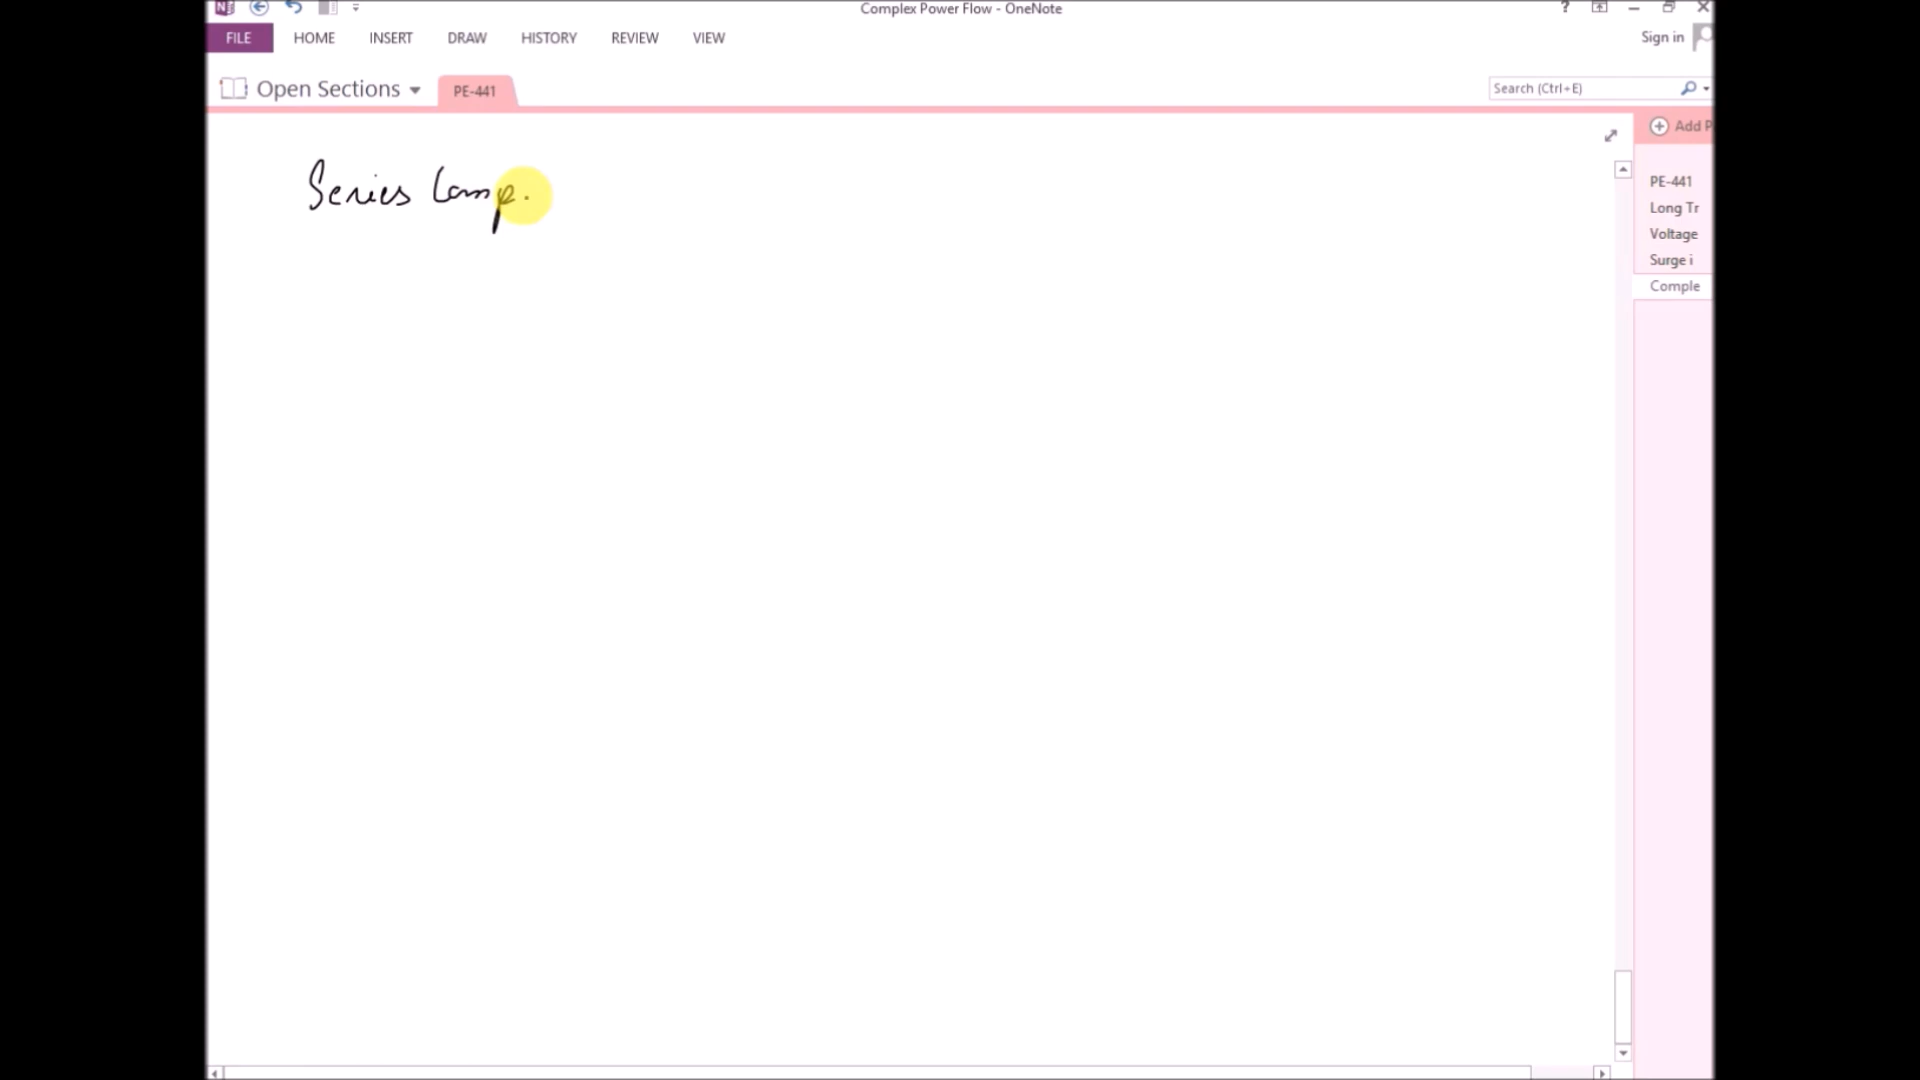 Complex Power Flow - OneNote
?
FILE HOME INSERT DRAW HISTORY REVIEW VIEW
Sign in
Open Sections
PE-441
Search (Ctrl+E)
Add P
Series Comp.
PE-441
Long Tr
Voltage
Surge i
Comple